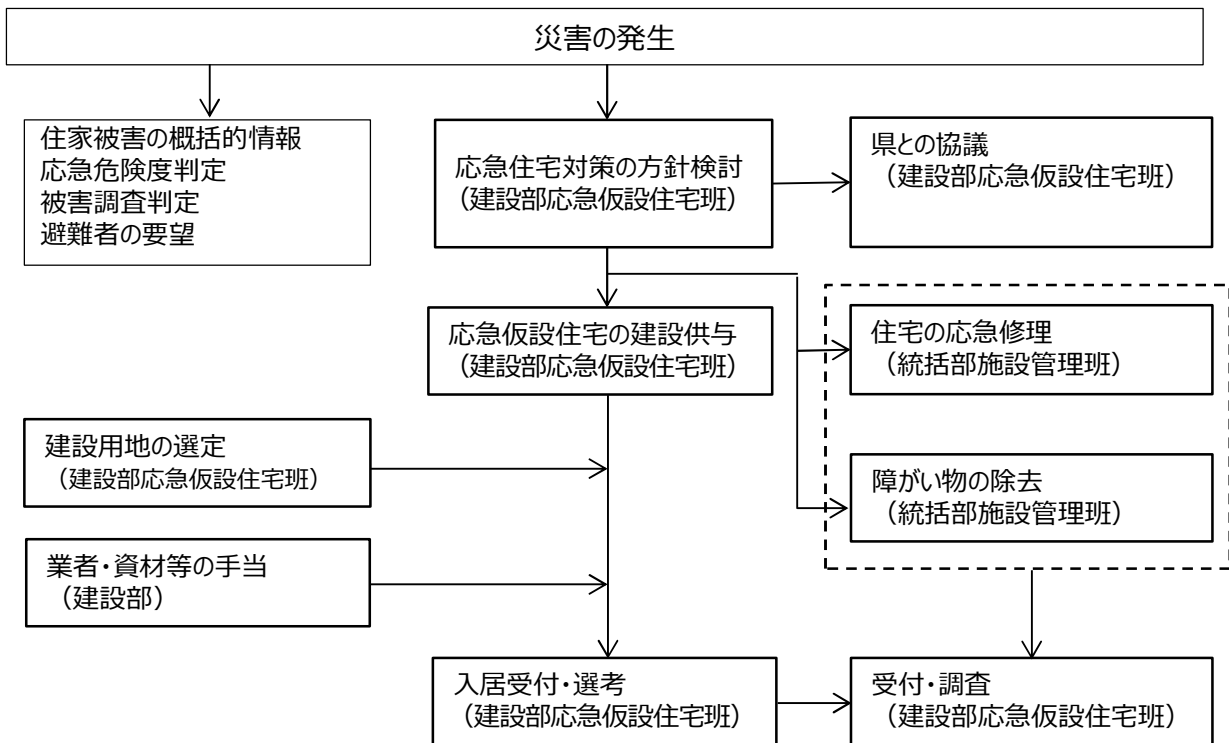 災害の発生
住家被害の概括的情報
応急危険度判定
被害調査判定
避難者の要望
応急住宅対策の方針検討
（建設部応急仮設住宅班）
県との協議
（建設部応急仮設住宅班）
応急仮設住宅の建設供与
（建設部応急仮設住宅班）
住宅の応急修理
（統括部施設管理班）
建設用地の選定
（建設部応急仮設住宅班）
障がい物の除去
（統括部施設管理班）
業者・資材等の手当
（建設部）
入居受付・選考
（建設部応急仮設住宅班）
受付・調査
（建設部応急仮設住宅班）